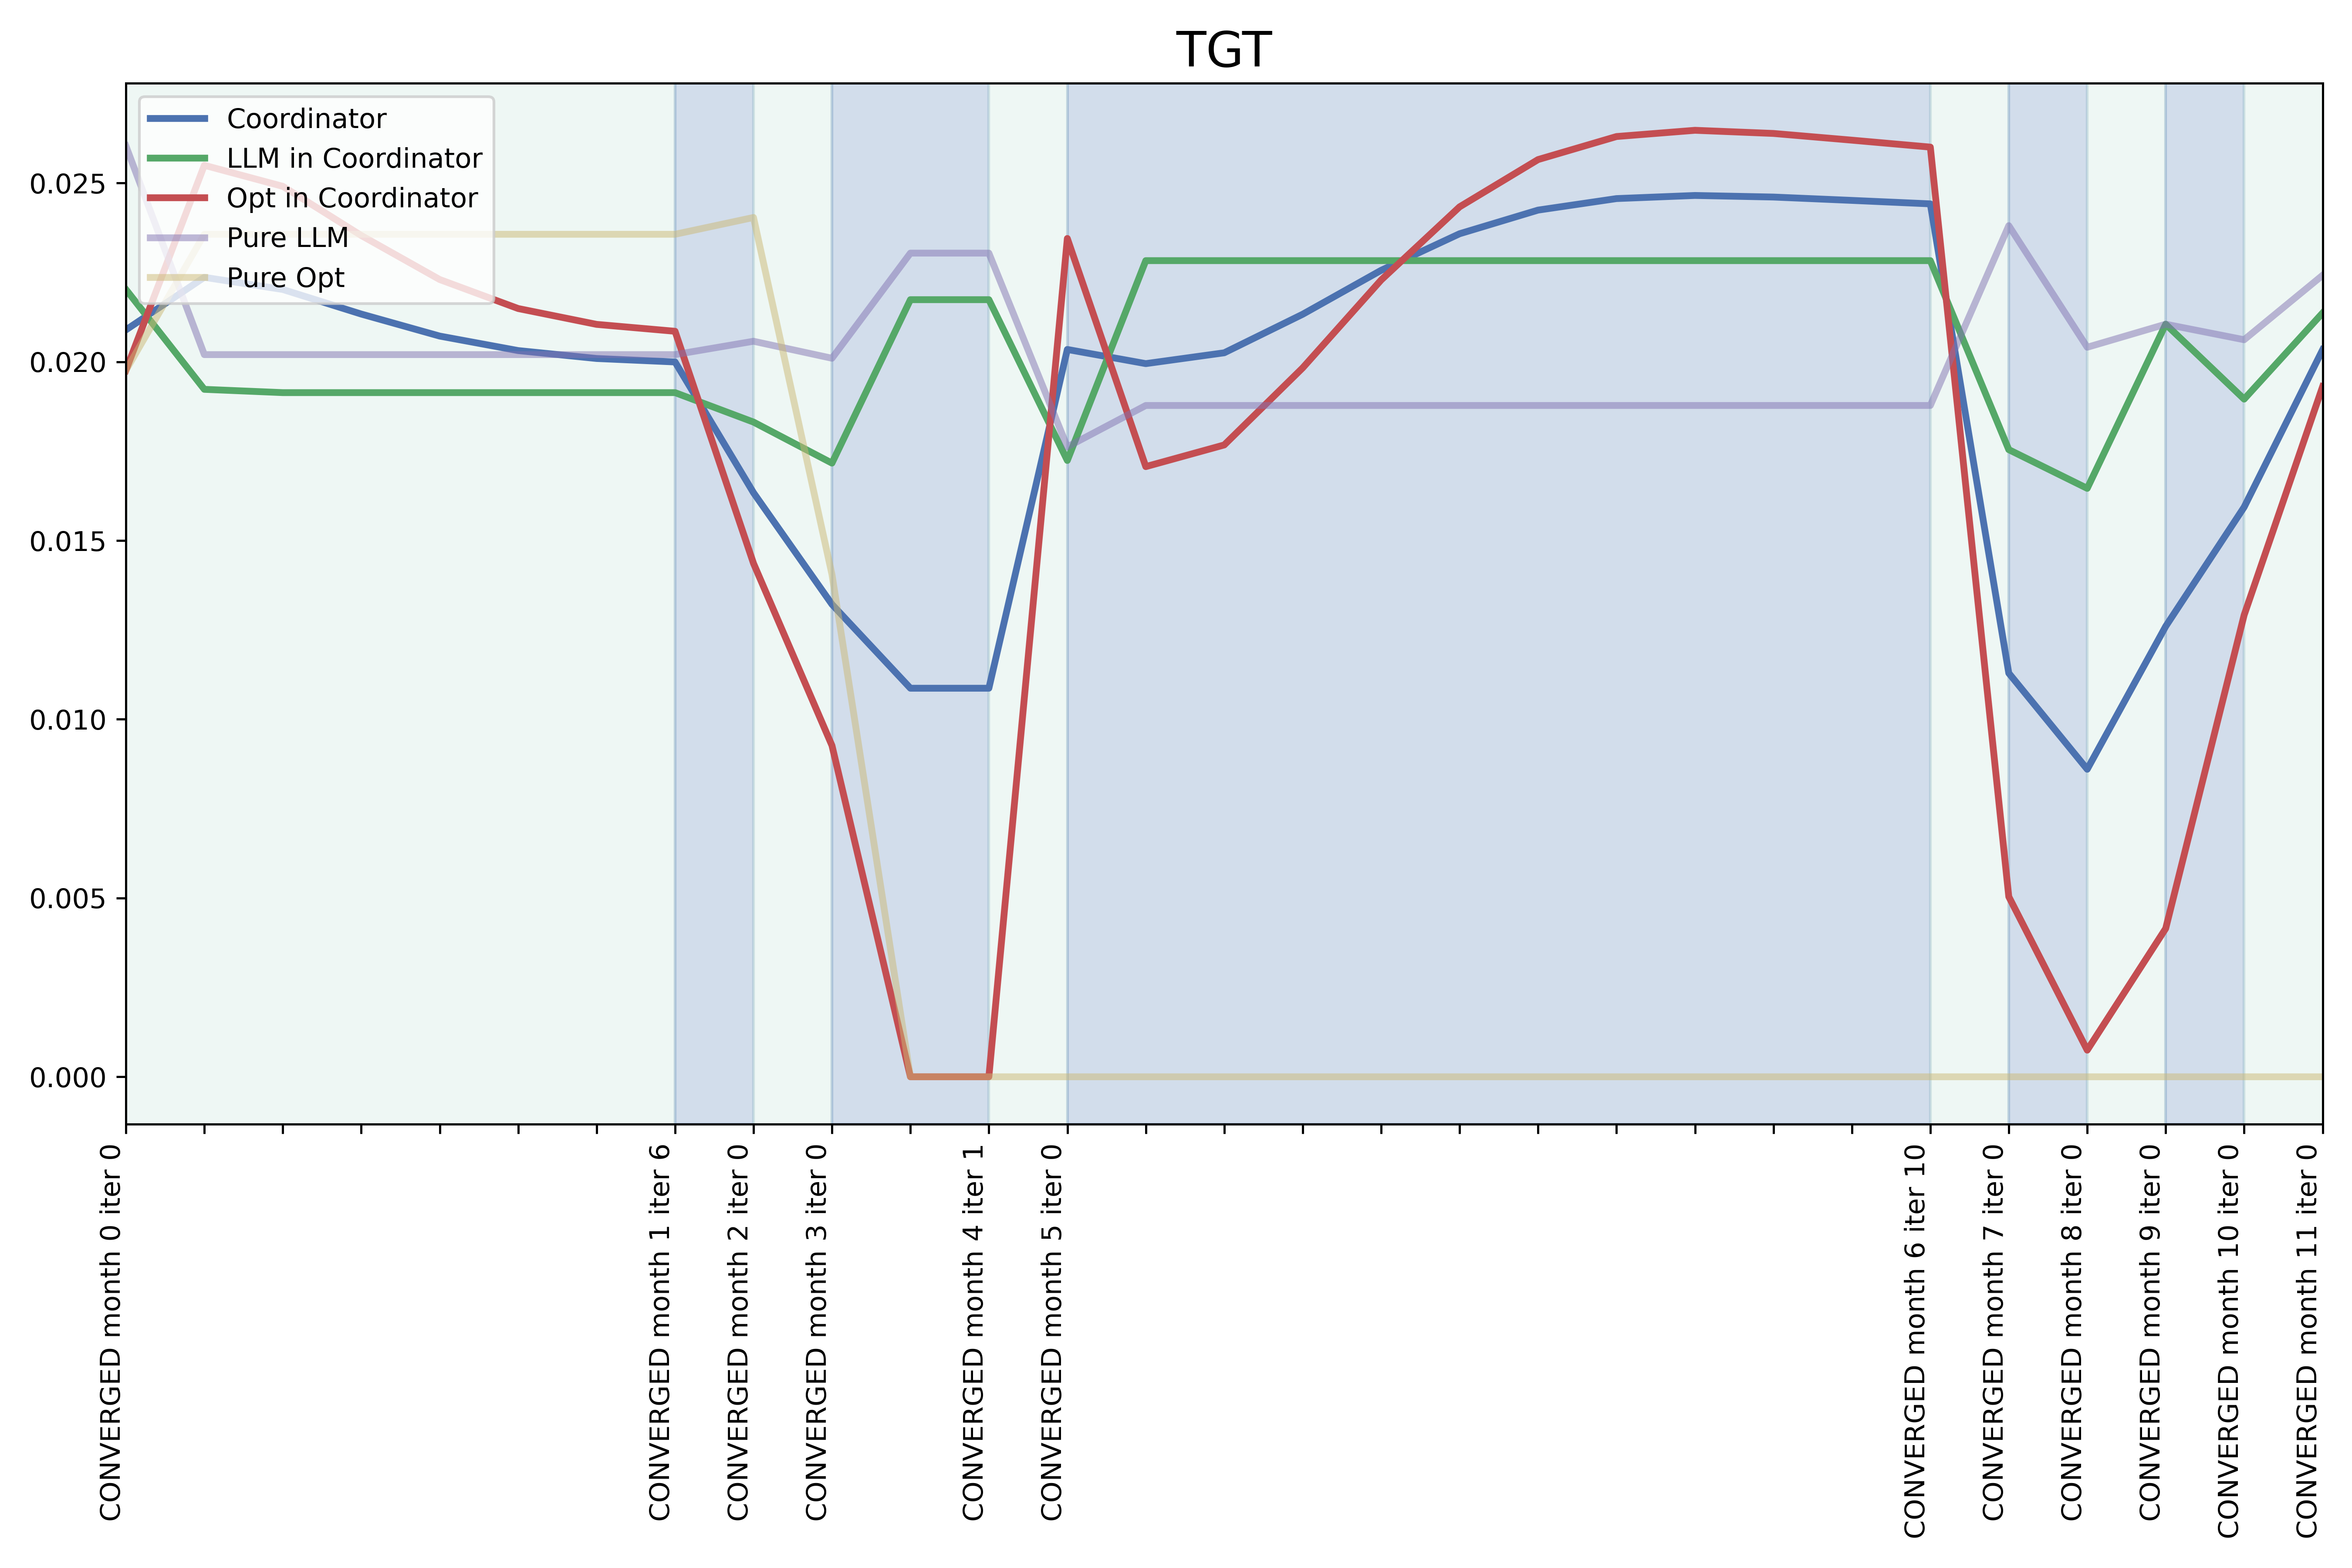 TGT
Coordinator
LLM in Coordinator
Opt in Coordinator
Pure LLM
Pure Opt
0.025
0.020
0.015
0.010
0.005
0.000
CONVERGED month 0 iter 0
CONVERGED month 1 iter 6
CONVERGED month 2 iter 0
CONVERGED month 3 iter 0
CONVERGED month 4 iter 1
CONVERGED month 5 iter 0
CONVERGED month 6 iter 10
CONVERGED month 7 iter 0
CONVERGED month 8 iter 0
CONVERGED month 9 iter 0
CONVERGED month 10 iter 0
CONVERGED month 11 iter 0